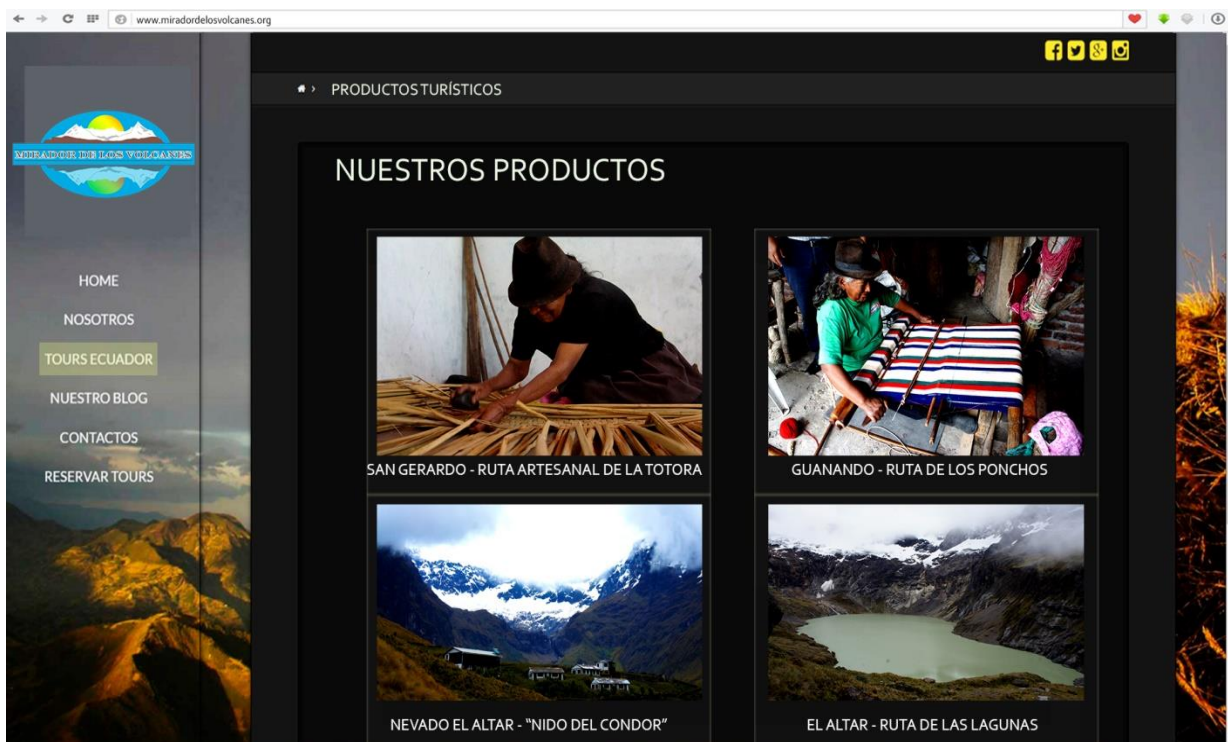 www.miradordelosvolcanes.org
PRODUCTOS TURÍSTICOS
MIRADOR DE LOS VOLCANES
NUESTROS PRODUCTOS
HOME
NOSOTROS
TOURS ECUADOR
NUESTRO BLOG
CONTACTOS
RESERVAR TOURS
SAN GERARDO - RUTA ARTESANAL DE LA TOTORA
GUANANDO - RUTA DE LOS PONCHOS
NEVADO EL ALTAR - “NIDO DEL CONDOR”
EL ALTAR - RUTA DE LAS LAGUNAS